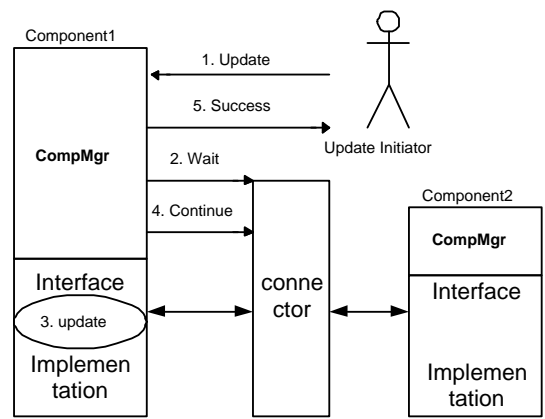 Component1
1. Update
5. Success
Update Initiator
CompMgr
2. Wait
4. Continue
Component2
CompMgr
Interface
3. update
Implemen
tation
conne
ctor
Interface
Implemen
tation